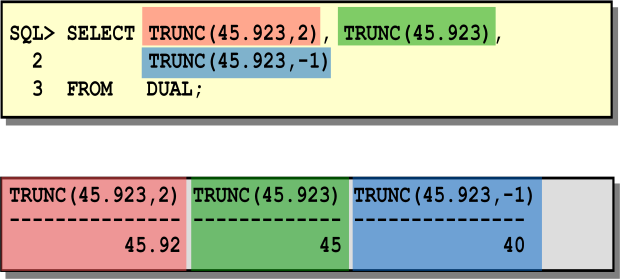 SQL> SELECT TRUNC(45.923,2), TRUNC(45.923),
2 TRUNC(45.923,-1)
3 FROM DUAL;
TRUNC(45.923,2) TRUNC(45.923) TRUNC(45.923,-1)
--------------- ------------- ---------------
45.92 45 40